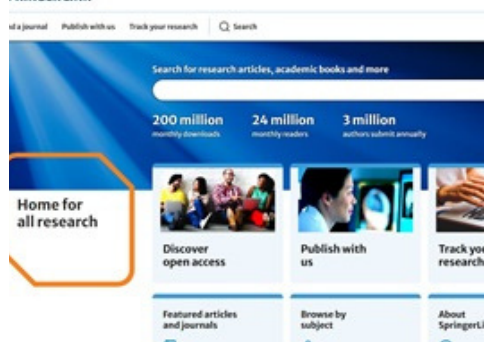 d a journal Publish with us Track your research Search
Search for research articles, academic books and more
200 million 24 million 3 million
monthly downloads monthly readers authors submit annually
Home for
all research
Discover
open access
Publish with
us
Track you
research
Featured articles
and journals
Browse by
subject
About
SpringerLi